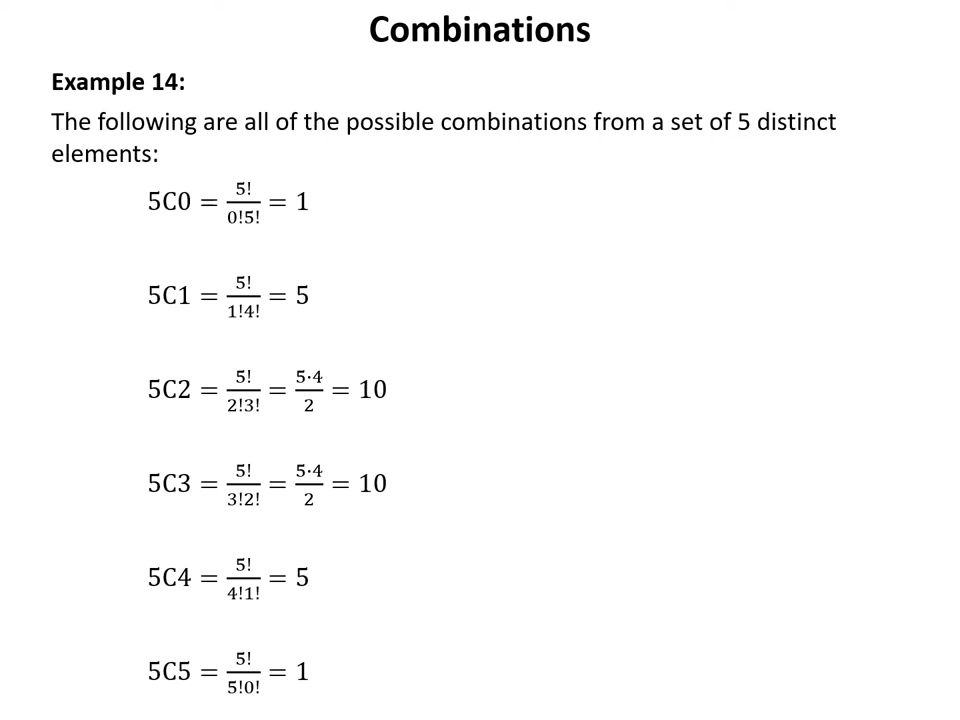 Combinations
Example 14:
The following are all of the possible combinations from a set of 5 distinct
elements:
5C0 = 5!/0!5! = 1
5C1 = 5!/1!4! = 5
5C2 = 5!/2!3! = 5·4/2 = 10
5C3 = 5!/3!2! = 5·4/2 = 10
5C4 = 5!/4!1! = 5
5C5 = 5!/5!0! = 1